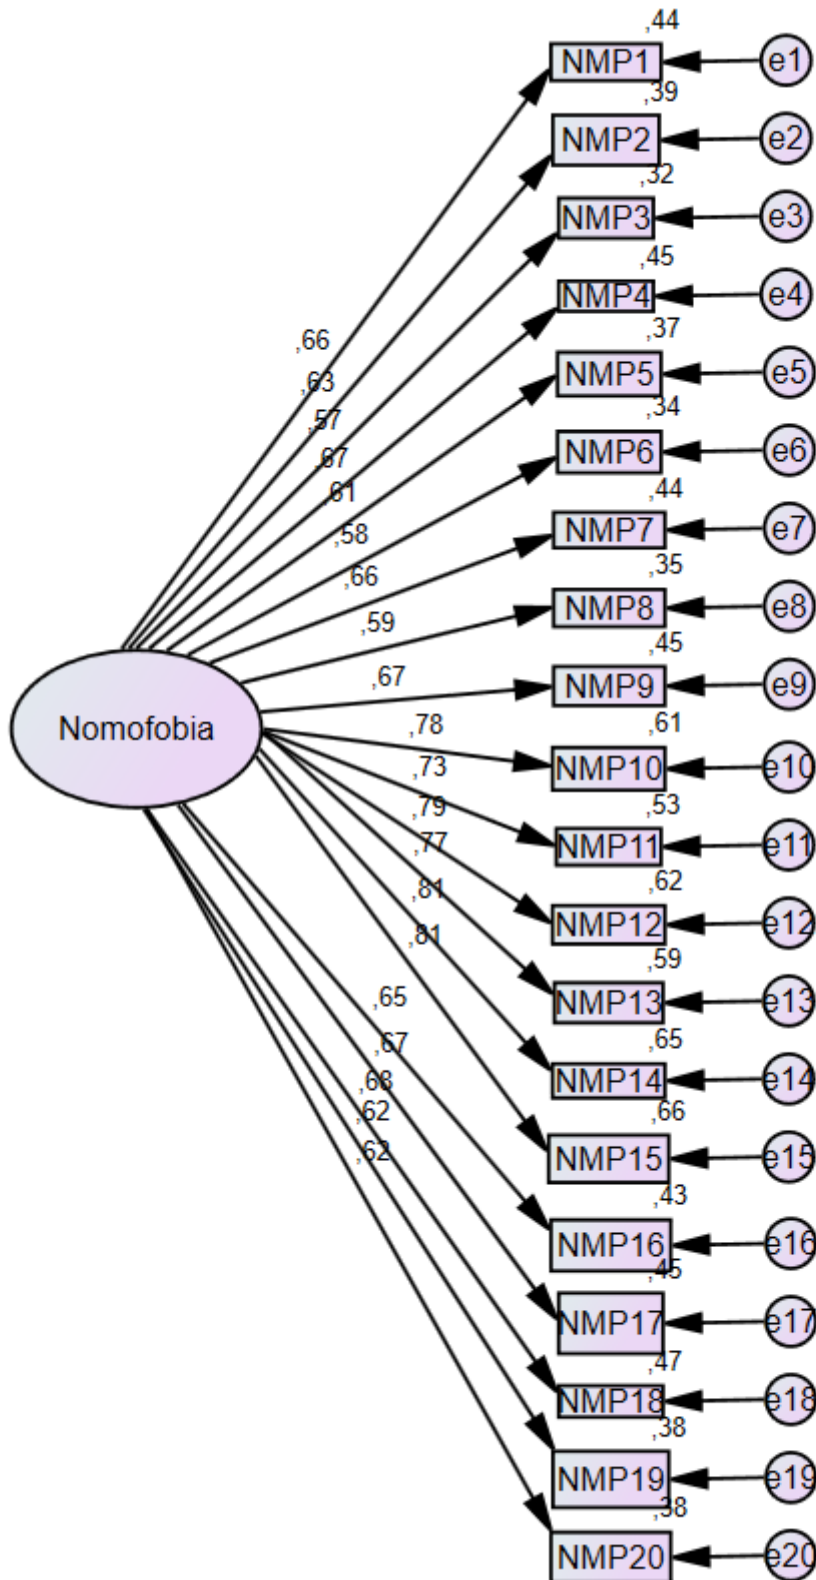 ,44
NMP1
e1
,39
NMP2
e2
,32
NMP3
e3
,45
NMP4
e4
,37
NMP5
e5
,34
NMP6
e6
,44
NMP7
e7
,35
NMP8
e8
,45
NMP9
e9
,61
NMP10
e10
,53
NMP11
e11
,62
NMP12
e12
,59
NMP13
e13
,65
NMP14
e14
,66
NMP15
e15
,43
NMP16
e16
,45
NMP17
e17
,47
NMP18
e18
,38
NMP19
e19
,38
NMP20
e20
,66
,63
,57
,67
,61
,58
,66
,59
,67
,78
,73
,79
,77
,81
,81
,65
,67
,68
,62
,62
Nomofobia